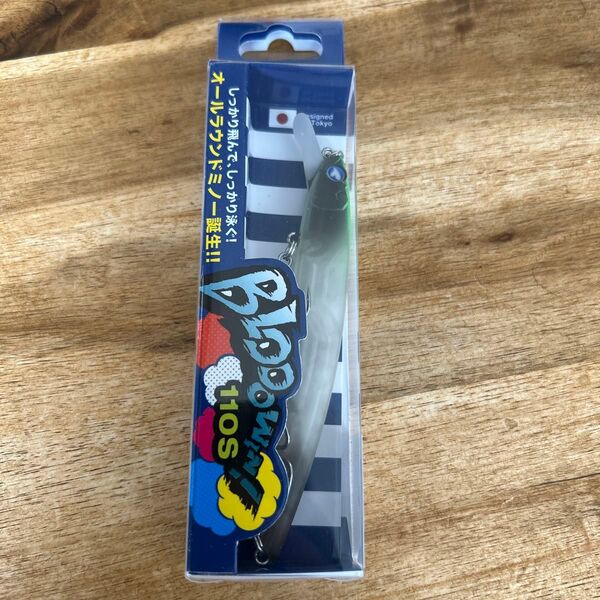 しっかり飛んで、しっかり泳ぐ!
オールラウンドミノー誕生!!
Designed
Tokyo
BLOOOWIN!
110S